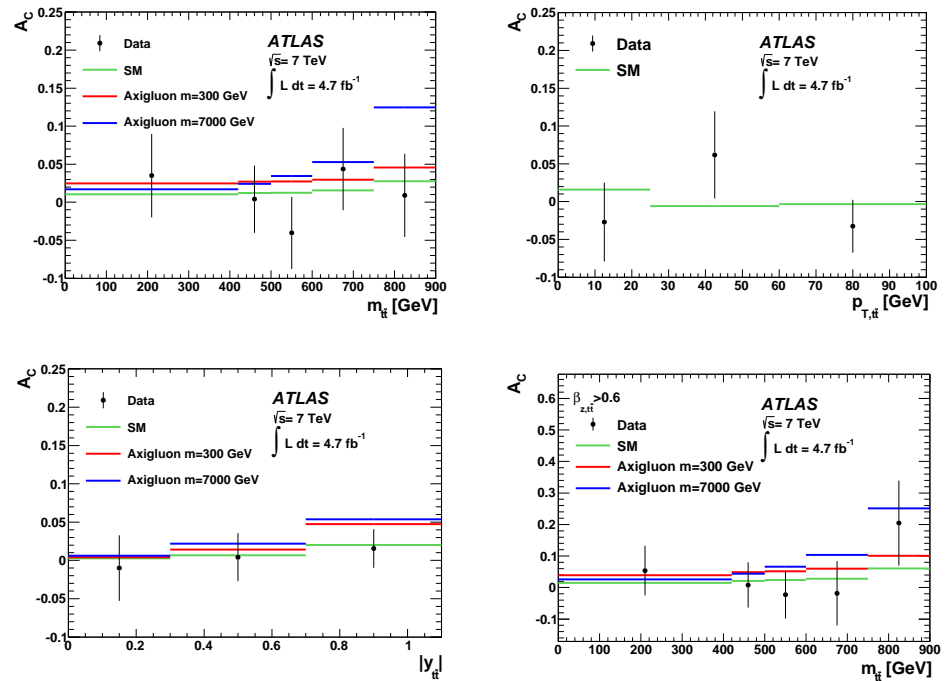 A_C
0.25
0.2
0.15
0.1
0.05
0
-0.05
-0.1
Data
SM
Axigluon m=300 GeV
Axigluon m=7000 GeV
ATLAS
√s= 7 TeV
∫ L dt = 4.7 fb⁻¹
0 100 200 300 400 500 600 700 800 900
m_tt̄ [GeV]
A_C
0.25
0.2
0.15
0.1
0.05
0
-0.05
-0.1
Data
SM
ATLAS
√s= 7 TeV
∫ L dt = 4.7 fb⁻¹
0 10 20 30 40 50 60 70 80 90 100
p_T,tt̄ [GeV]
A_C
0.25
0.2
0.15
0.1
0.05
0
-0.05
-0.1
Data
SM
Axigluon m=300 GeV
Axigluon m=7000 GeV
ATLAS
√s= 7 TeV
∫ L dt = 4.7 fb⁻¹
0 0.2 0.4 0.6 0.8 1
|y_tt̄|
A_C
0.6
0.5
0.4
0.3
0.2
0.1
0
-0.1
β_z,tt̄>0.6
Data
SM
Axigluon m=300 GeV
Axigluon m=7000 GeV
ATLAS
√s= 7 TeV
∫ L dt = 4.7 fb⁻¹
0 100 200 300 400 500 600 700 800 900
m_tt̄ [GeV]